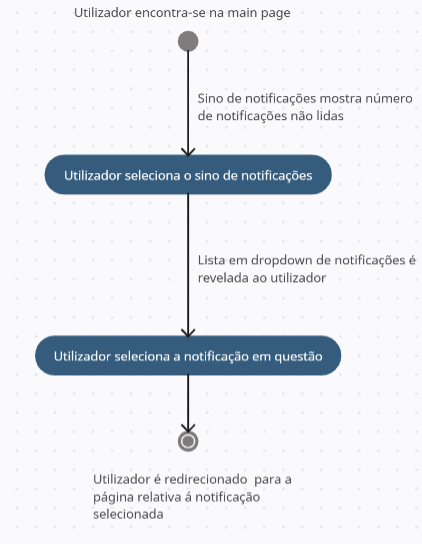 Utilizador encontra-se na main page
Sino de notificações mostra número
de notificações não lidas
Utilizador seleciona o sino de notificações
Lista em dropdown de notificações é
revelada ao utilizador
Utilizador seleciona a notificação em questão
Utilizador é redirecionado  para a
página relativa á notificação
selecionada